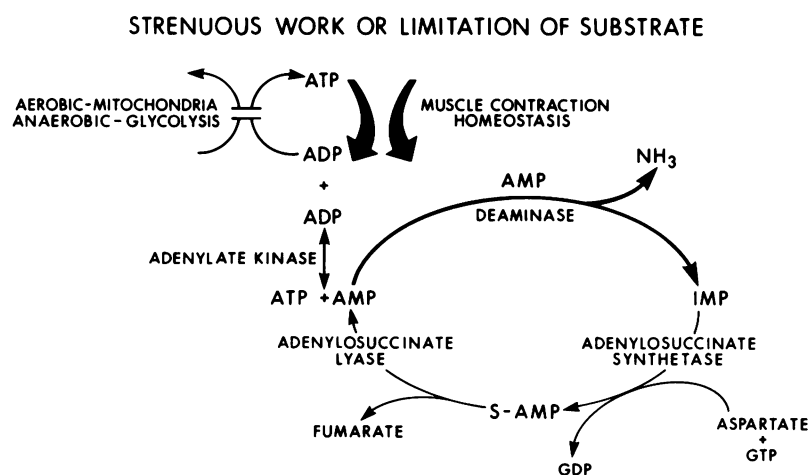 STRENUOUS WORK OR LIMITATION OF SUBSTRATE
ATP
AEROBIC-MITOCHONDRIA
ANAEROBIC-GLYCOLYSIS
MUSCLE CONTRACTION
HOMEOSTASIS
ADP
+
ADP
NH₃
AMP
DEAMINASE
ADENYLATE KINASE
ATP + AMP
IMP
ADENYLOSUCCINATE
LYASE
ADENYLOSUCCINATE
SYNTHETASE
S-AMP
FUMARATE
ASPARTATE
+
GTP
GDP